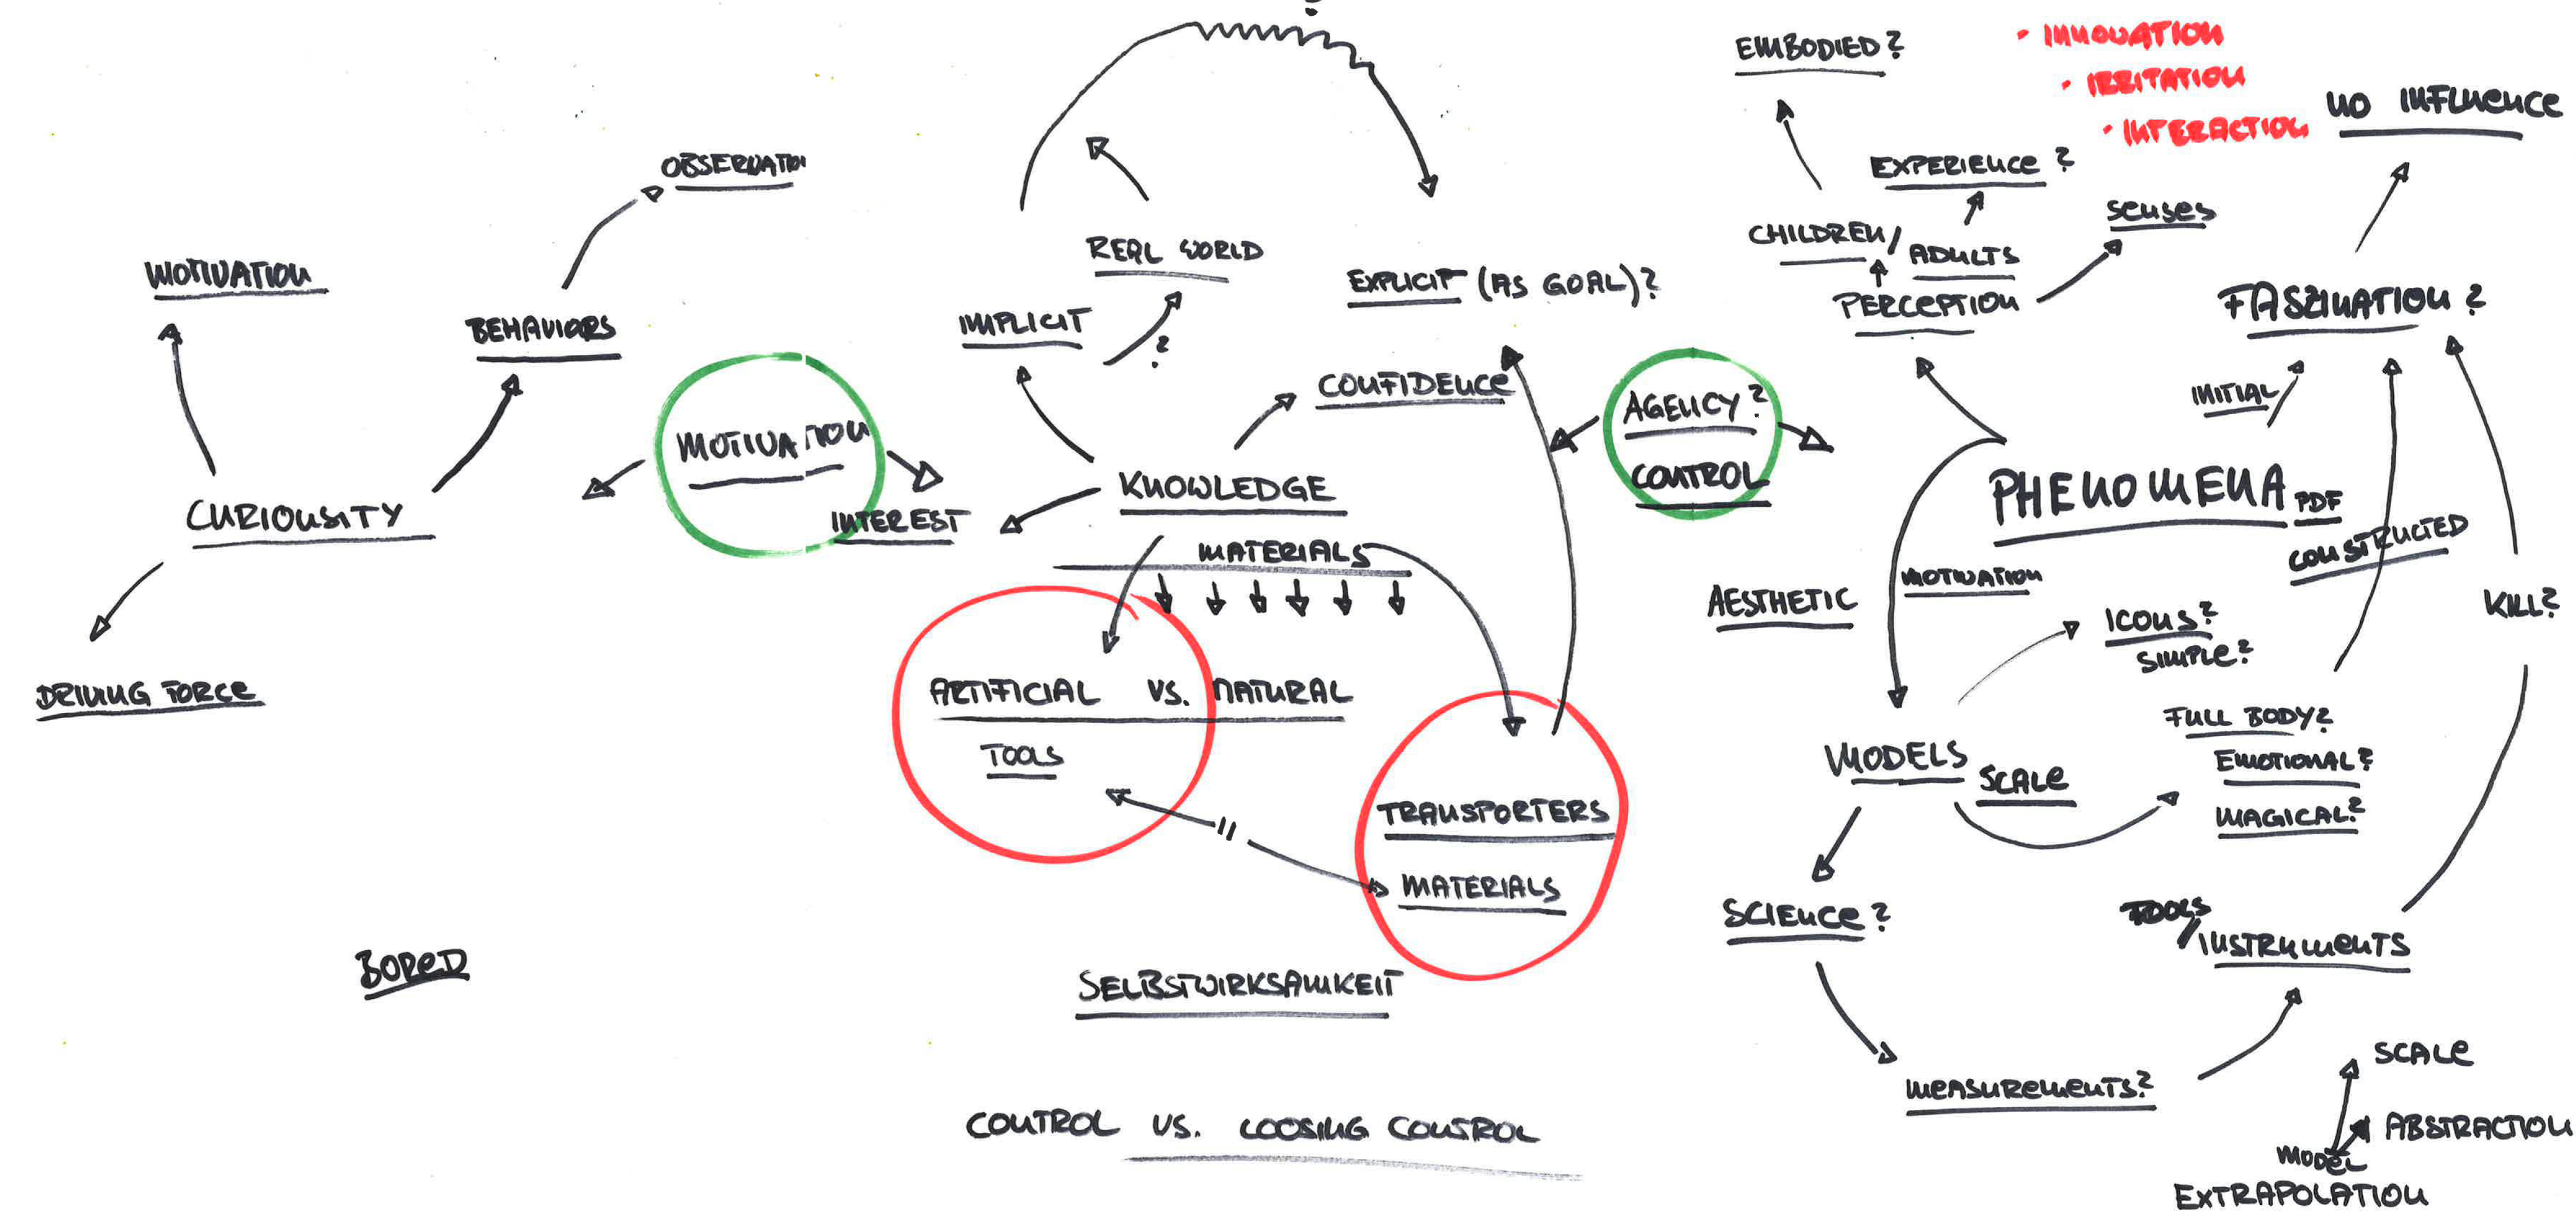 ?
EMBODIED?
• INNOVATION
• IRRITATION
• INTERACTION
NO INFLUENCE
OBSERVATION
EXPERIENCE?
SENSES
MOTIVATION
BEHAVIORS
REAL WORLD
IMPLICIT
?
EXPLICIT (AS GOAL)?
CHILDREN/
ADULTS
PERCEPTION
FASZINATION?
INITIAL
CONFIDENCE
MOTIVATION
AGENCY?
CONTROL
CURIOUSITY
KNOWLEDGE
INTEREST
PHENOMENA PDF
CONSTRUCTED
MATERIALS
AESTHETIC
MOTIVATION
ICONS?
SIMPLE?
KILL?
DRIVING FORCE
ARTIFICIAL VS. NATURAL
TOOLS
TRANSPORTERS
MATERIALS
MODELS
SCALE
FULL BODY?
EMOTIONAL?
MAGICAL?
SCIENCE?
TOOLS
/INSTRUMENTS
BORED
SELBSTWIRKSAMKEIT
MEASUREMENTS?
CONTROL VS. LOOSING CONTROL
SCALE
ABSTRACTION
MODEL
EXTRAPOLATION